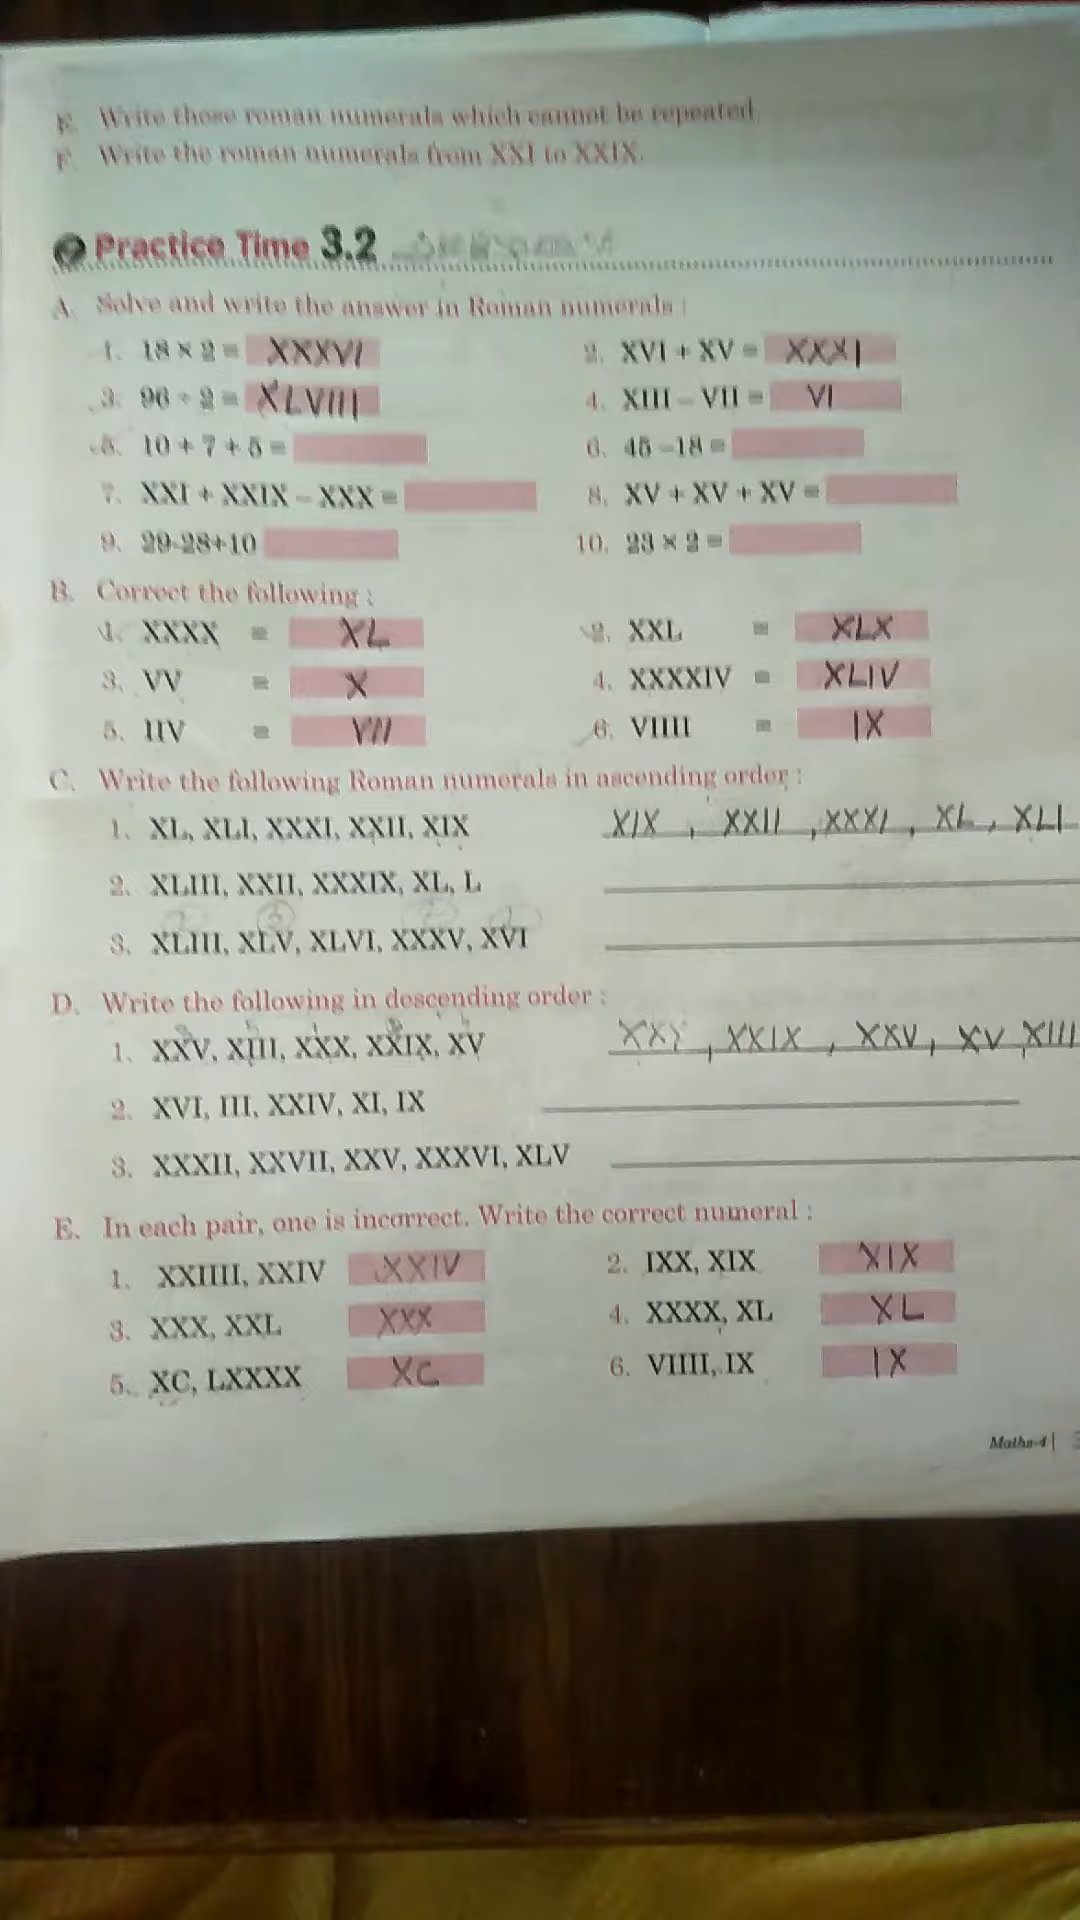 E. Write those roman numerals which cannot be repeated.
F. Write the roman numerals from XXI to XXIX.
Practice Time 3.2
A. Solve and write the answer in Roman numerals :
1. 18 × 2 = XXXVI 2. XVI + XV = XXXI
3. 96 ÷ 2 = XLVIII 4. XIII – VII = VI
5. 10 + 7 + 5 = 6. 45 –18 =
7. XXI + XXIX – XXX = 8. XV + XV + XV =
9. 29-28+10 10. 23 × 2 =
B. Correct the following :
1. XXXX = XL 2. XXL = XLX
3. VV = X 4. XXXXIV = XLIV
5. IIV = VII 6. VIIII = IX
C. Write the following Roman numerals in ascending order :
1. XL, XLI, XXXI, XXII, XIX XIX , XXII , XXXI , XL , XLI
2. XLIII, XXII, XXXIX, XL, L
3. XLIII, XLV, XLVI, XXXV, XVI
D. Write the following in descending order :
1. XXV, XIII, XXX, XXIX, XV XXX , XXIX , XXV , XV XIII
2. XVI, III, XXIV, XI, IX
3. XXXII, XXVII, XXV, XXXVI, XLV
E. In each pair, one is incorrect. Write the correct numeral :
1. XXIIII, XXIV XXIV 2. IXX, XIX XIX
3. XXX, XXL XXX 4. XXXX, XL XL
5. XC, LXXXX XC 6. VIIII, IX IX
Maths-4 |